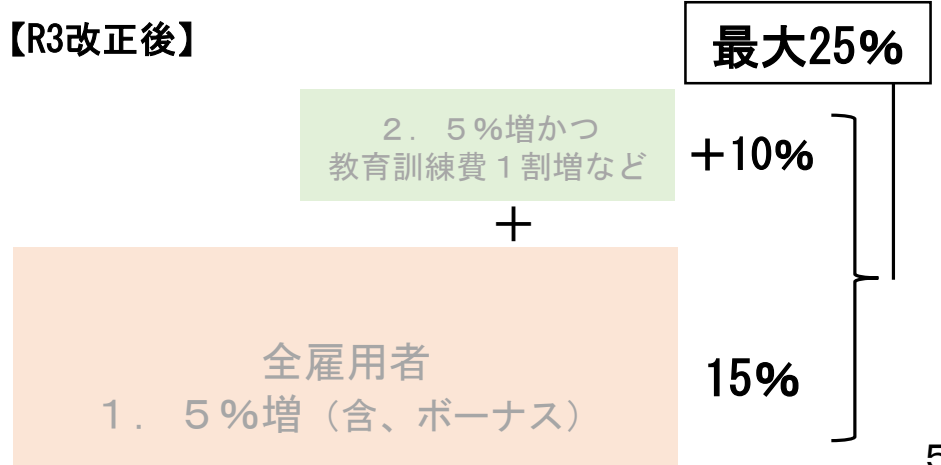 【R3改正後】
最大25%
2．5%増かつ
教育訓練費1割増など
＋10%
＋
全雇用者
1．5%増（含、ボーナス）
15%